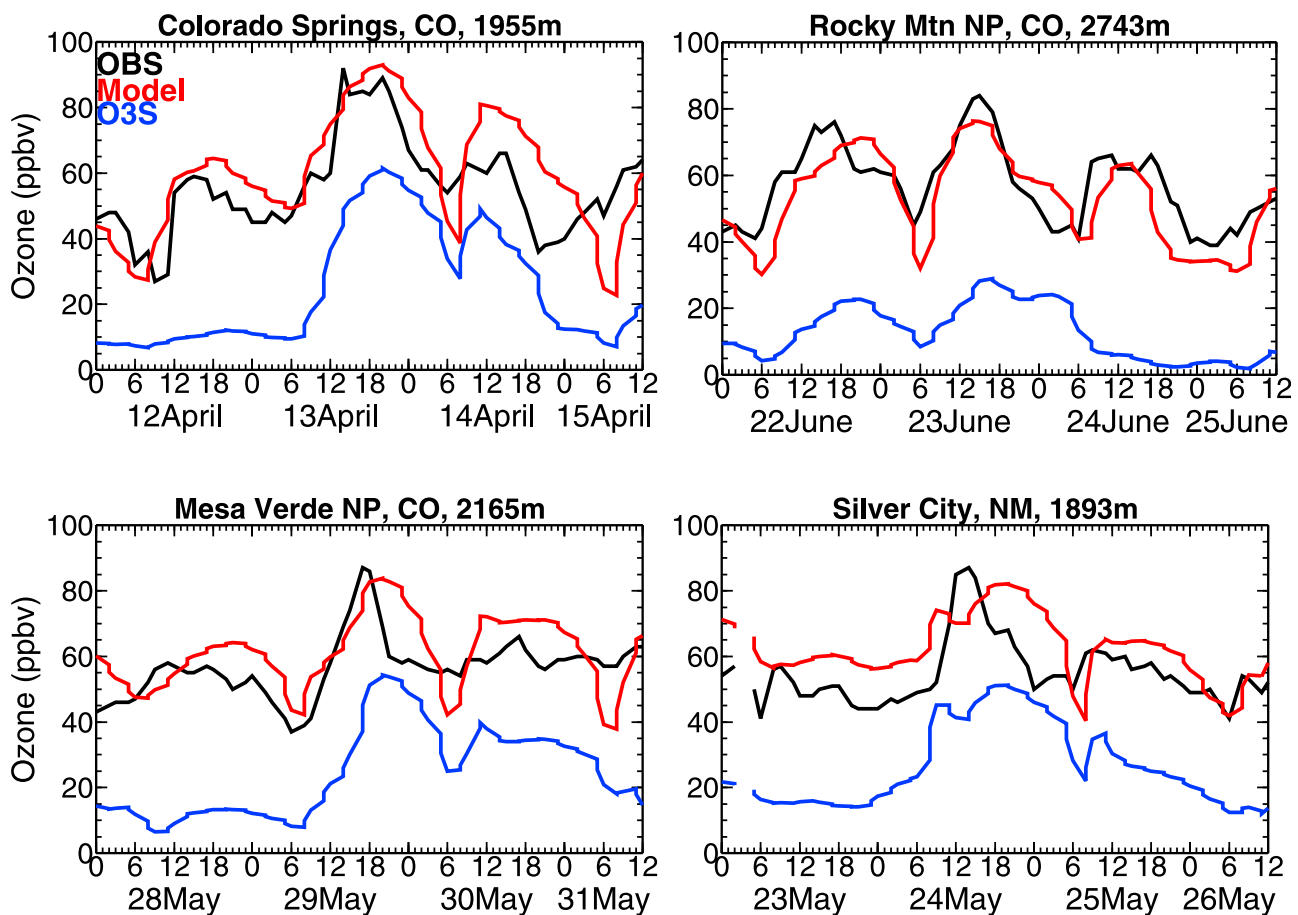 Colorado Springs, CO, 1955m
Rocky Mtn NP, CO, 2743m
OBS
Model
O3S
Ozone (ppbv)
100
80
60
40
20
0
0 6 12 18 0 6 12 18 0 6 12 18 0 6 12
12April 13April 14April 15April
100
80
60
40
20
0
0 6 12 18 0 6 12 18 0 6 12 18 0 6 12
22June 23June 24June 25June
Mesa Verde NP, CO, 2165m
Silver City, NM, 1893m
Ozone (ppbv)
100
80
60
40
20
0
0 6 12 18 0 6 12 18 0 6 12 18 0 6 12
28May 29May 30May 31May
100
80
60
40
20
0
0 6 12 18 0 6 12 18 0 6 12 18 0 6 12
23May 24May 25May 26May